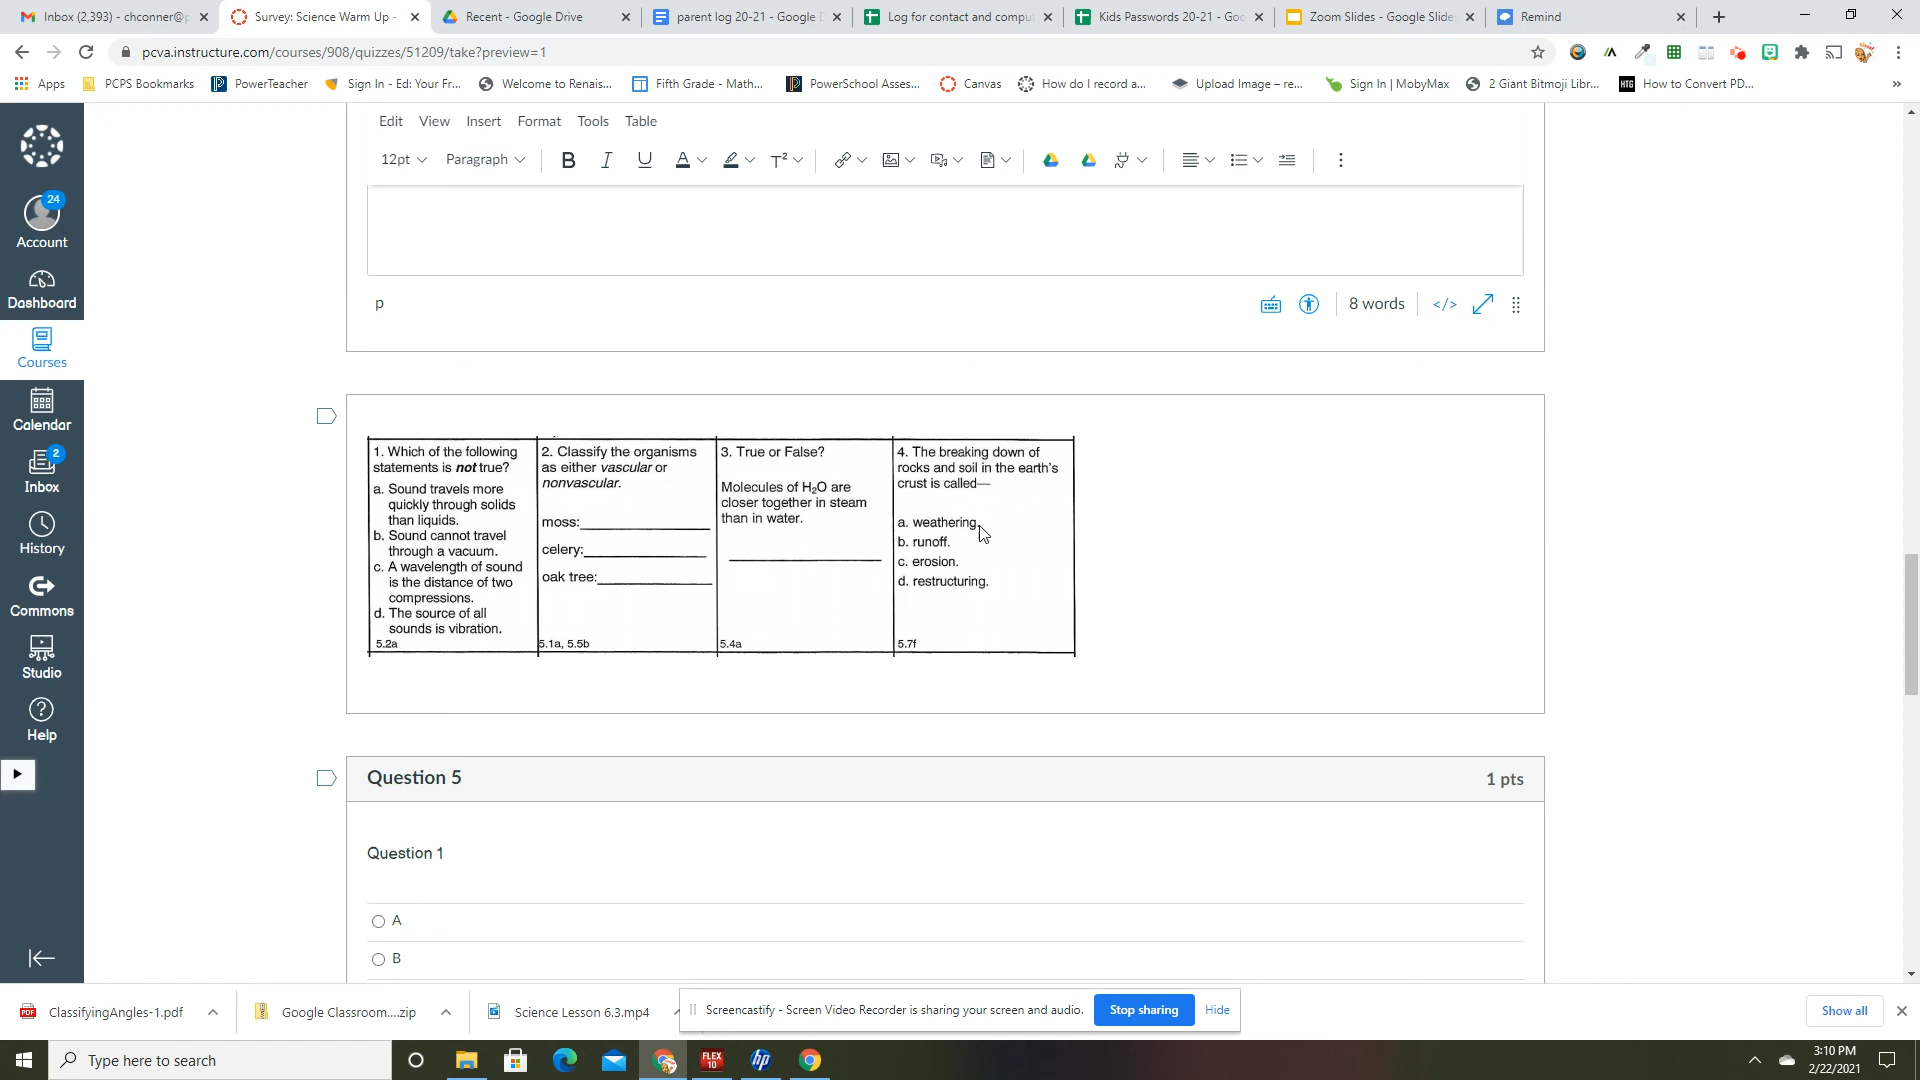 Inbox (2,393) - chconner@p
Survey: Science Warm Up -
Recent - Google Drive
parent log 20-21 - Google D
Log for contact and compu
Kids Passwords 20-21 - Goo
Zoom Slides - Google Slide
Remind
pcva.instructure.com/courses/908/quizzes/51209/take?preview=1
Apps
PCPS Bookmarks
PowerTeacher
Sign In - Ed: Your Fr...
Welcome to Renais...
Fifth Grade - Math...
PowerSchool Asses...
Canvas
How do I record a...
Upload Image – re...
Sign In | MobyMax
2 Giant Bitmoji Libr...
How to Convert PD...
24
Account
Dashboard
Courses
Calendar
2
Inbox
History
Commons
Studio
Help
Edit View Insert Format Tools Table
12pt Paragraph B I U A T²
p
8 words </>
1. Which of the following
statements is not true?
a. Sound travels more
quickly through solids
than liquids.
b. Sound cannot travel
through a vacuum.
c. A wavelength of sound
is the distance of two
compressions.
d. The source of all
sounds is vibration.
5.2a
2. Classify the organisms
as either vascular or
nonvascular.
moss:
celery:
oak tree:
5.1a, 5.5b
3. True or False?
Molecules of H₂O are
closer together in steam
than in water.
5.4a
4. The breaking down of
rocks and soil in the earth's
crust is called—
a. weathering.
b. runoff.
c. erosion.
d. restructuring.
5.7f
Question 5
1 pts
Question 1
A
B
ClassifyingAngles-1.pdf
Google Classroom....zip
Science Lesson 6.3.mp4
Screencastify - Screen Video Recorder is sharing your screen and audio.
Stop sharing
Hide
Show all
Type here to search
FLEX
10
hp
3:10 PM
2/22/2021